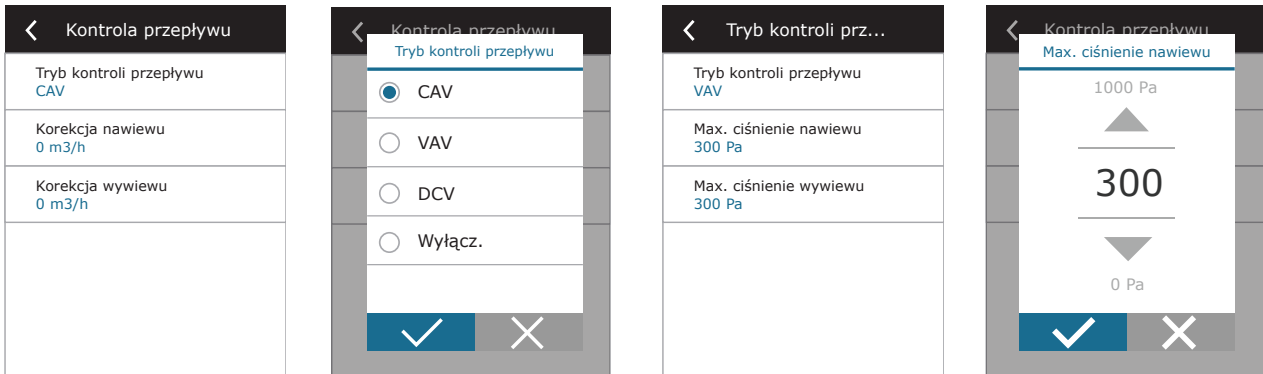 Kontrola przepływu
Tryb kontroli przepływu
CAV
Korekcja nawiewu
0 m3/h
Korekcja wywiewu
0 m3/h
Kontrola przepływu
Tryb kontroli przepływu
CAV
VAV
DCV
Wyłącz.
Tryb kontroli prz...
Tryb kontroli przepływu
VAV
Max. ciśnienie nawiewu
300 Pa
Max. ciśnienie wywiewu
300 Pa
Kontrola przepływu
Max. ciśnienie nawiewu
1000 Pa
300
0 Pa